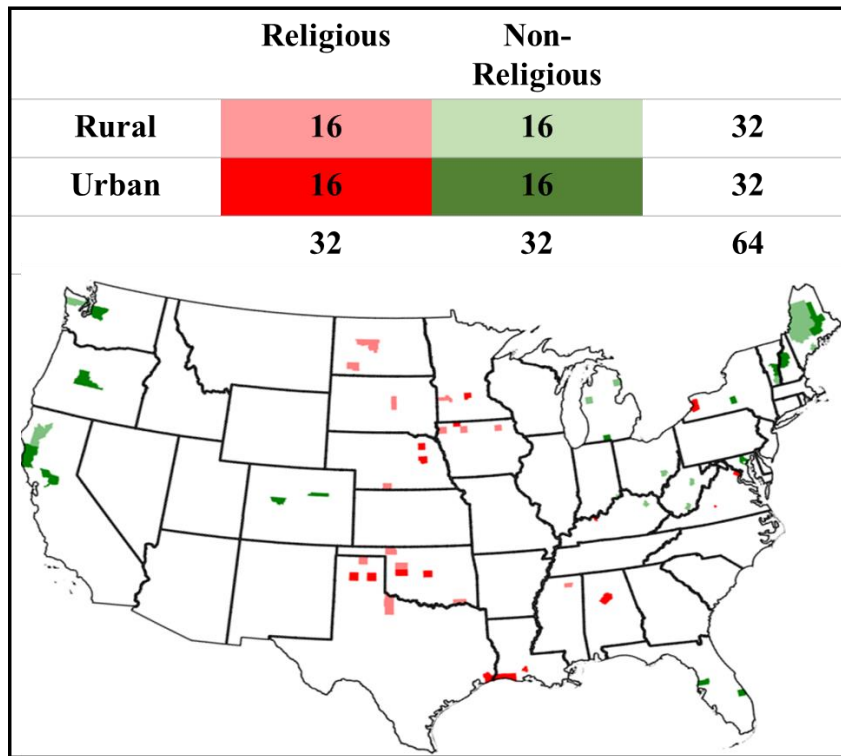 Religious Non-
Religious
Rural 16 16 32
Urban 16 16 32
32 32 64